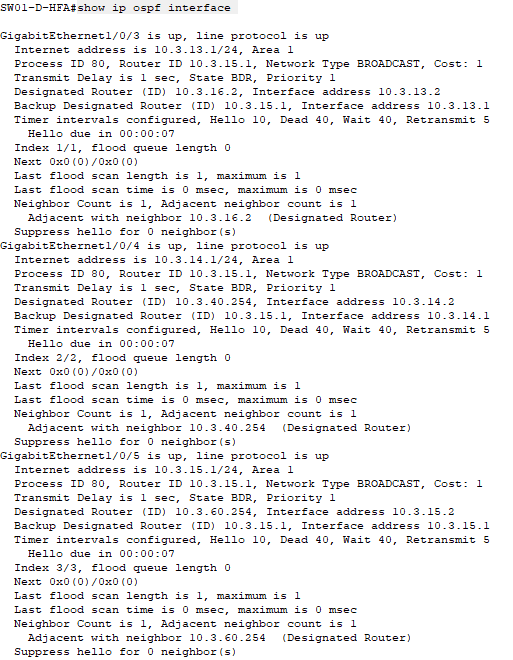 SW01-D-HFA#show ip ospf interface
GigabitEthernet1/0/3 is up, line protocol is up
Internet address is 10.3.13.1/24, Area 1
Process ID 80, Router ID 10.3.15.1, Network Type BROADCAST, Cost: 1
Transmit Delay is 1 sec, State BDR, Priority 1
Designated Router (ID) 10.3.16.2, Interface address 10.3.13.2
Backup Designated Router (ID) 10.3.15.1, Interface address 10.3.13.1
Timer intervals configured, Hello 10, Dead 40, Wait 40, Retransmit 5
Hello due in 00:00:07
Index 1/1, flood queue length 0
Next 0x0(0)/0x0(0)
Last flood scan length is 1, maximum is 1
Last flood scan time is 0 msec, maximum is 0 msec
Neighbor Count is 1, Adjacent neighbor count is 1
Adjacent with neighbor 10.3.16.2  (Designated Router)
Suppress hello for 0 neighbor(s)
GigabitEthernet1/0/4 is up, line protocol is up
Internet address is 10.3.14.1/24, Area 1
Process ID 80, Router ID 10.3.15.1, Network Type BROADCAST, Cost: 1
Transmit Delay is 1 sec, State BDR, Priority 1
Designated Router (ID) 10.3.40.254, Interface address 10.3.14.2
Backup Designated Router (ID) 10.3.15.1, Interface address 10.3.14.1
Timer intervals configured, Hello 10, Dead 40, Wait 40, Retransmit 5
Hello due in 00:00:07
Index 2/2, flood queue length 0
Next 0x0(0)/0x0(0)
Last flood scan length is 1, maximum is 1
Last flood scan time is 0 msec, maximum is 0 msec
Neighbor Count is 1, Adjacent neighbor count is 1
Adjacent with neighbor 10.3.40.254  (Designated Router)
Suppress hello for 0 neighbor(s)
GigabitEthernet1/0/5 is up, line protocol is up
Internet address is 10.3.15.1/24, Area 1
Process ID 80, Router ID 10.3.15.1, Network Type BROADCAST, Cost: 1
Transmit Delay is 1 sec, State BDR, Priority 1
Designated Router (ID) 10.3.60.254, Interface address 10.3.15.2
Backup Designated Router (ID) 10.3.15.1, Interface address 10.3.15.1
Timer intervals configured, Hello 10, Dead 40, Wait 40, Retransmit 5
Hello due in 00:00:07
Index 3/3, flood queue length 0
Next 0x0(0)/0x0(0)
Last flood scan length is 1, maximum is 1
Last flood scan time is 0 msec, maximum is 0 msec
Neighbor Count is 1, Adjacent neighbor count is 1
Adjacent with neighbor 10.3.60.254  (Designated Router)
Suppress hello for 0 neighbor(s)